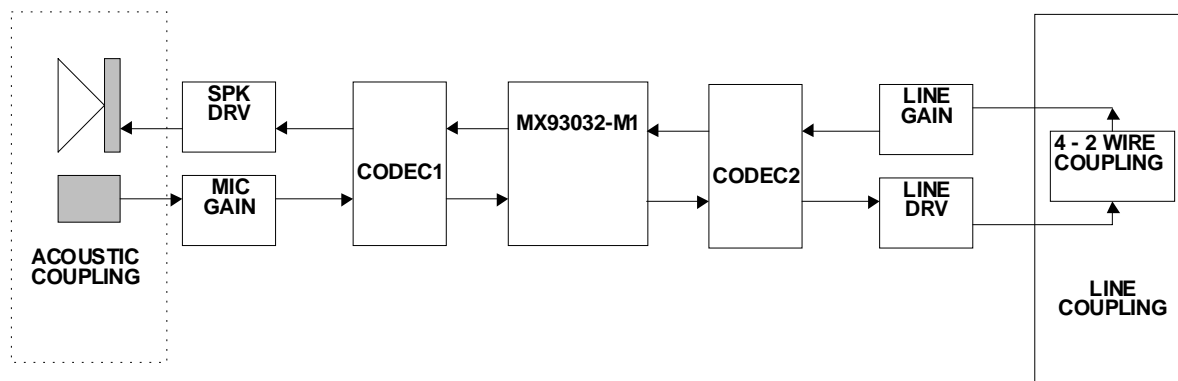 SPK
DRV
MIC
GAIN
ACOUSTIC
COUPLING
CODEC1
MX93032-M1
CODEC2
LINE
GAIN
LINE
DRV
4 - 2 WIRE
COUPLING
LINE
COUPLING